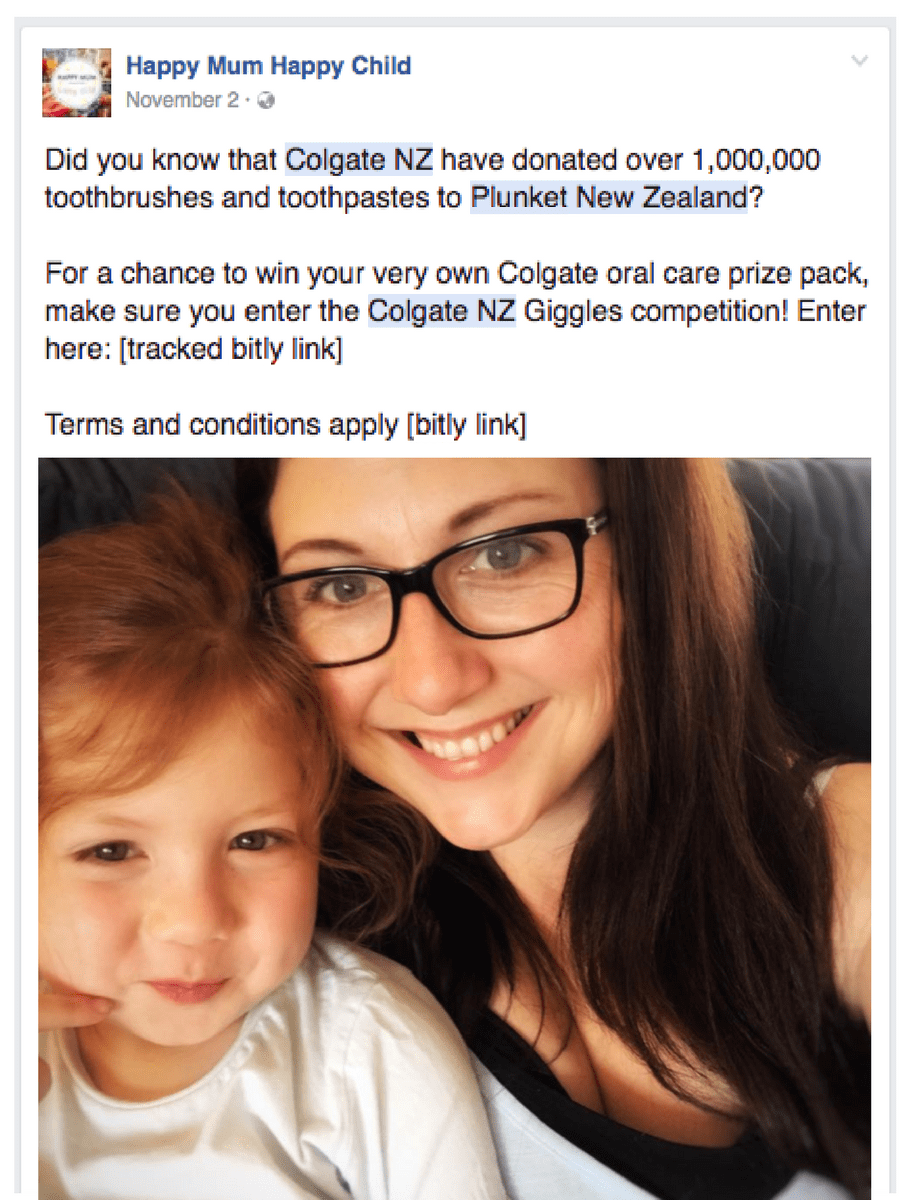 Happy Mum Happy Child
November 2 ·
Did you know that Colgate NZ have donated over 1,000,000
toothbrushes and toothpastes to Plunket New Zealand?
For a chance to win your very own Colgate oral care prize pack,
make sure you enter the Colgate NZ Giggles competition! Enter
here: [tracked bitly link]
Terms and conditions apply [bitly link]